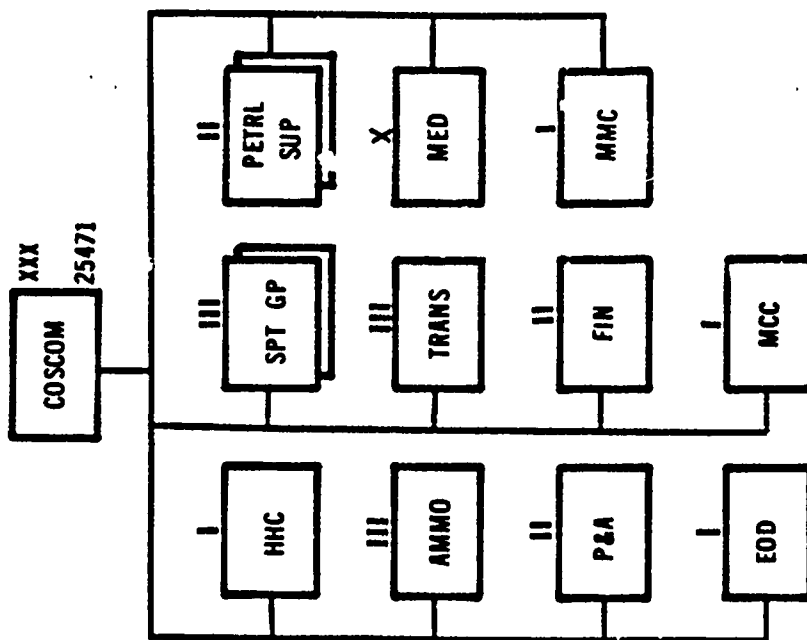 XXX
COSCOM
25471
I
HHC
III
SPT GP
II
PETRL
SUP
III
AMMO
III
TRANS
X
MED
II
P&A
II
FIN
I
MMC
I
EOD
I
MCC